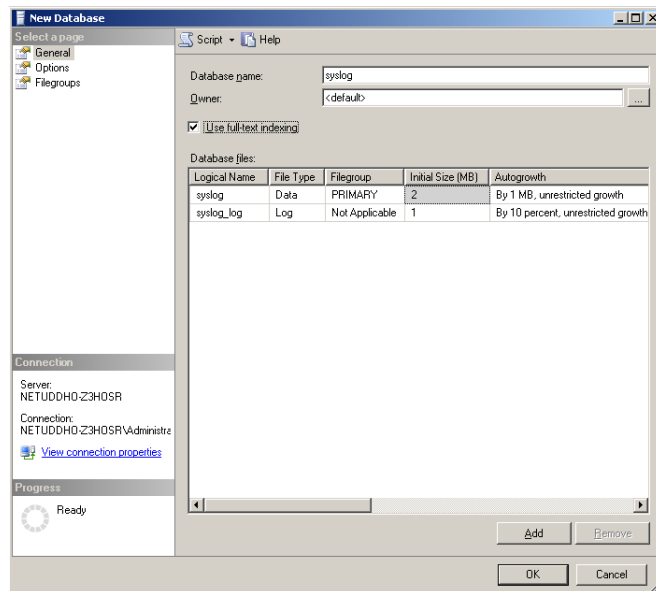 New Database
Select a page
General
Options
Filegroups
Script Help
Database name: syslog
Owner: <default> ...
Use full-text indexing
Database files:
Logical Name File Type Filegroup Initial Size (MB) Autogrowth
syslog Data PRIMARY 2 By 1 MB, unrestricted growth
syslog_log Log Not Applicable 1 By 10 percent, unrestricted growth
Connection
Server:
NETUDDHO-Z3HOSR
Connection:
NETUDDHO-Z3HOSR\Administra
View connection properties
Progress
Ready
Add Remove
OK Cancel